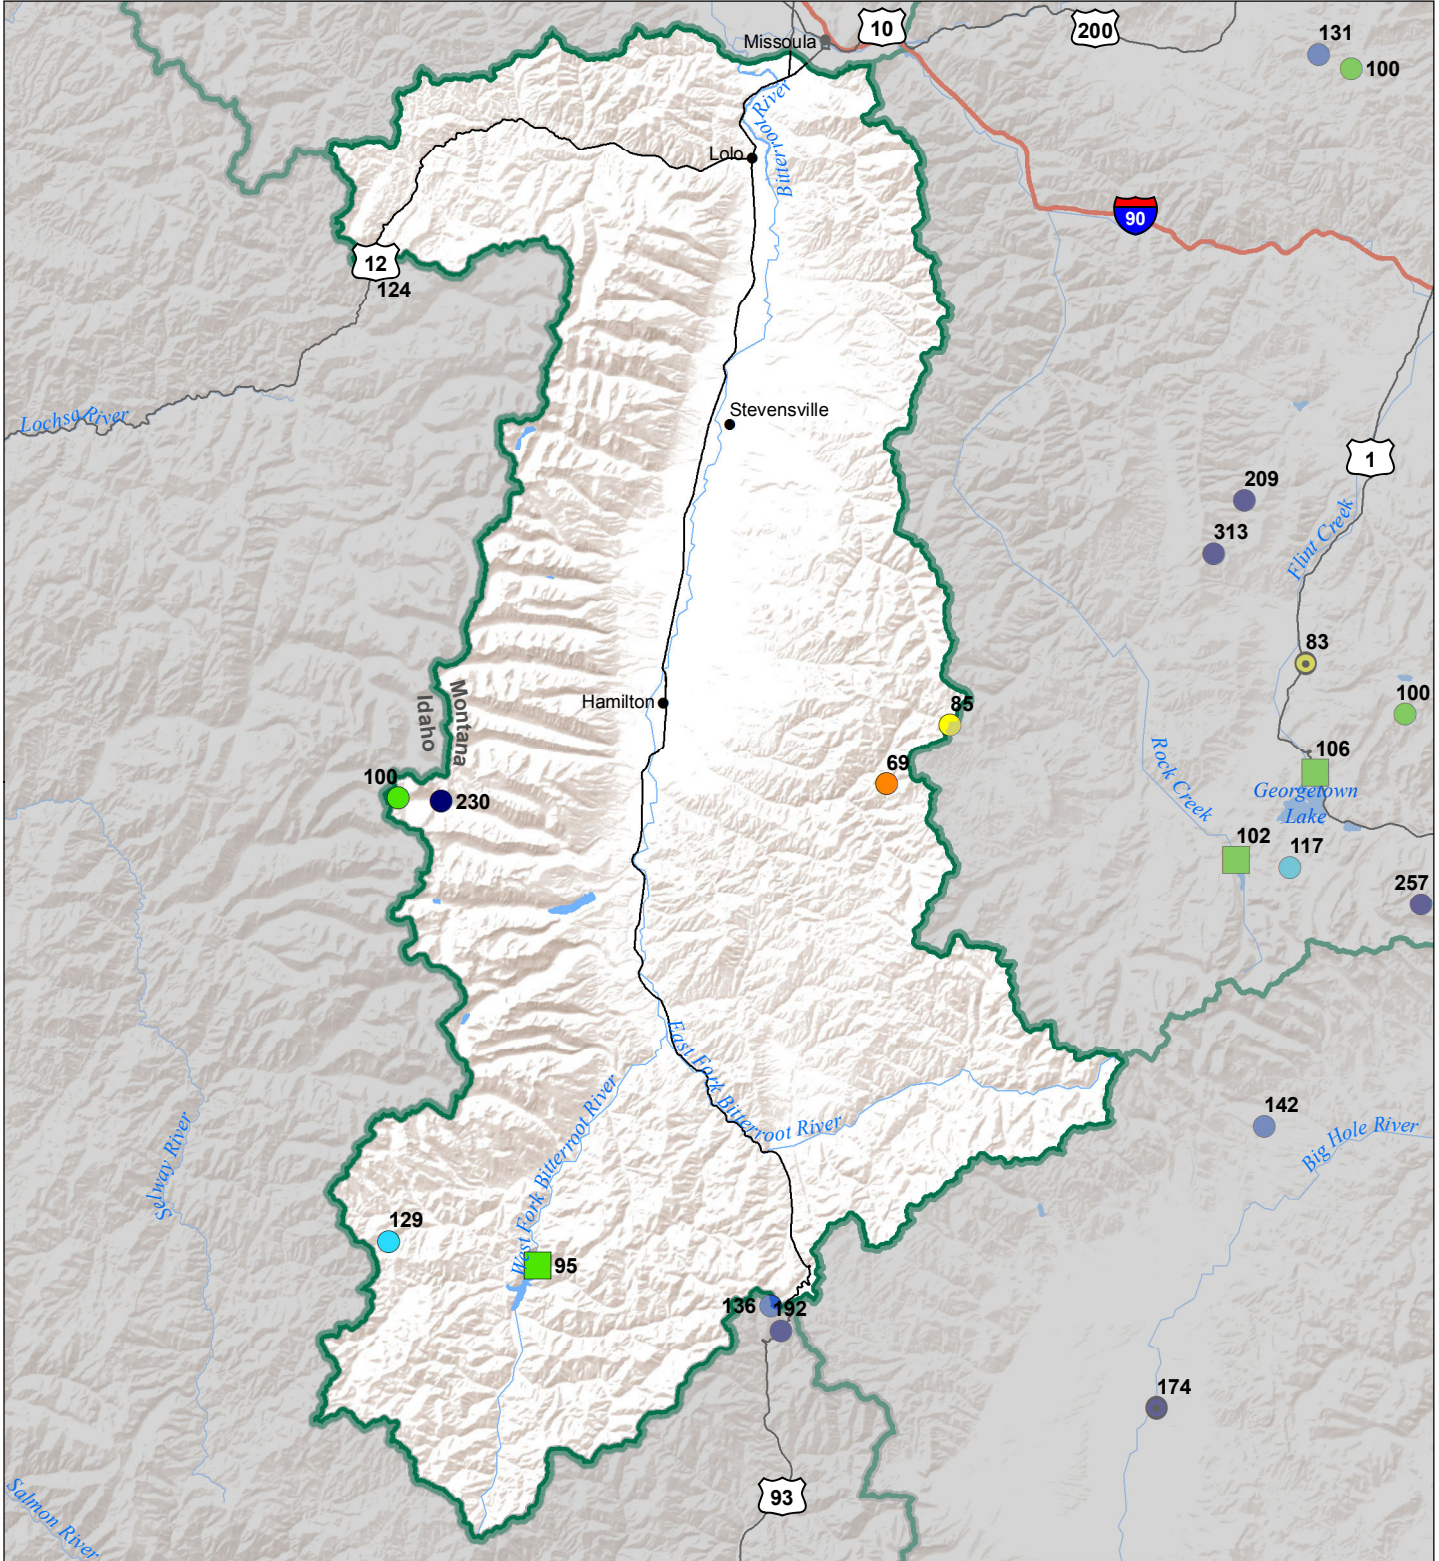 Missoula
10
200
131
100
Bitterroot River
Lolo
90
12
124
Lochsa River
Stevensville
1
209
313
Flint Creek
83
Montana
Idaho
Hamilton
85
100
69
100
230
Rock Creek
106
Georgetown
Lake
102
117
257
East Fork Bitterroot River
West Fork Bitterroot River
142
Big Hole River
Selway River
129
95
136
192
174
93
Salmon River